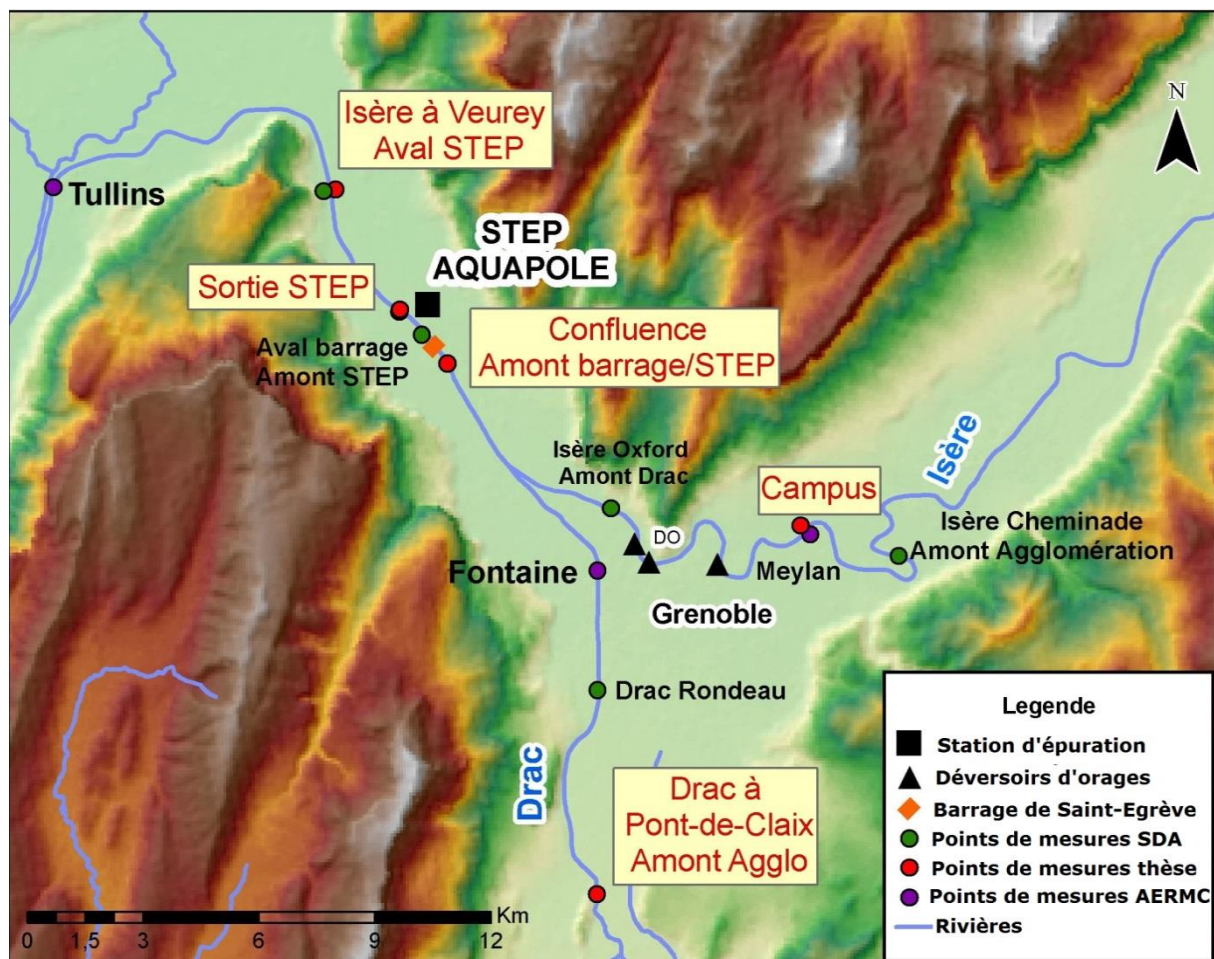 Isère à Veurey
Aval STEP
N
Tullins
STEP
AQUAPOLE
Sortie STEP
Confluence
Amont barrage/STEP
Aval barrage
Amont STEP
Isère
Isère Oxford
Amont Drac
Campus
Isère Cheminade
Amont Agglomération
DO
Fontaine
Meylan
Grenoble
Drac Rondeau
Drac
Drac à
Pont-de-Claix
Amont Agglo
Legende
Station d'épuration
Déversoirs d'orages
Barrage de Saint-Egrève
Points de mesures SDA
Points de mesures thèse
Points de mesures AERMC
Rivières
Km
0 1,5 3 6 9 12